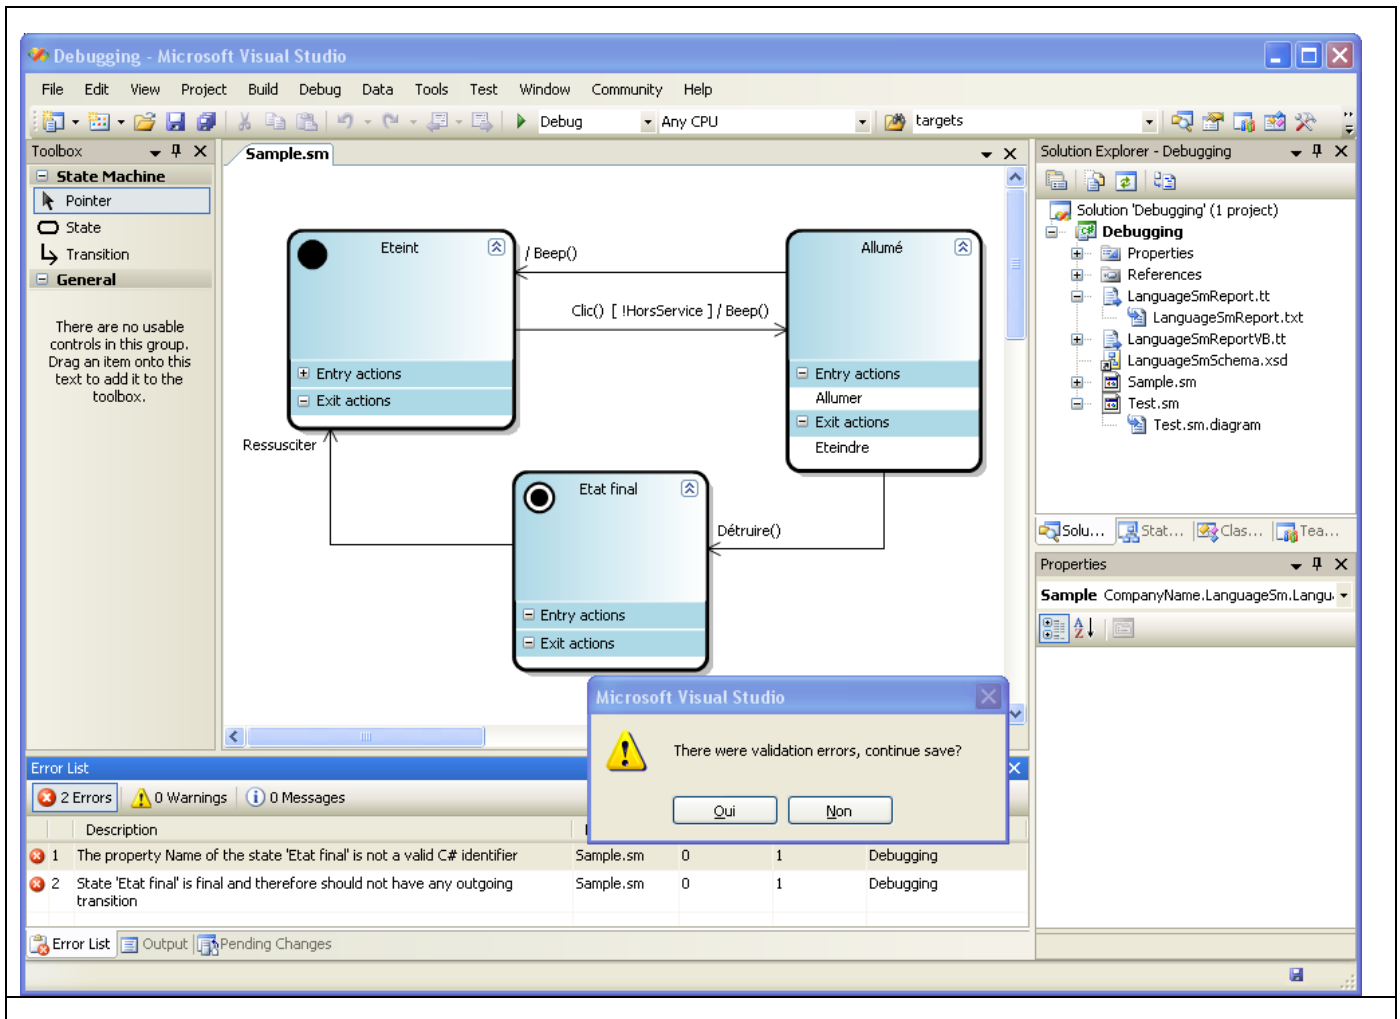 Debugging - Microsoft Visual Studio
File Edit View Project Build Debug Data Tools Test Window Community Help
Debug Any CPU targets
Toolbox
State Machine
Pointer
State
Transition
General
There are no usable
controls in this group.
Drag an item onto this
text to add it to the
toolbox.
Sample.sm
Eteint
Entry actions
Exit actions
/ Beep()
Clic() [ !HorsService ] / Beep()
Allumé
Entry actions
Allumer
Exit actions
Eteindre
Ressusciter
Etat final
Entry actions
Exit actions
Détruire()
Solution Explorer - Debugging
Solution 'Debugging' (1 project)
Debugging
Properties
References
LanguageSmReport.tt
LanguageSmReport.txt
LanguageSmReportVB.tt
LanguageSmSchema.xsd
Sample.sm
Test.sm
Test.sm.diagram
Solu... Stat... Clas... Tea...
Properties
Sample CompanyName.LanguageSm.Langu
Microsoft Visual Studio
There were validation errors, continue save?
Oui Non
Error List
2 Errors 0 Warnings 0 Messages
Description
1 The property Name of the state 'Etat final' is not a valid C# identifier Sample.sm 0 1 Debugging
2 State 'Etat final' is final and therefore should not have any outgoing Sample.sm 0 1 Debugging
transition
Error List Output Pending Changes